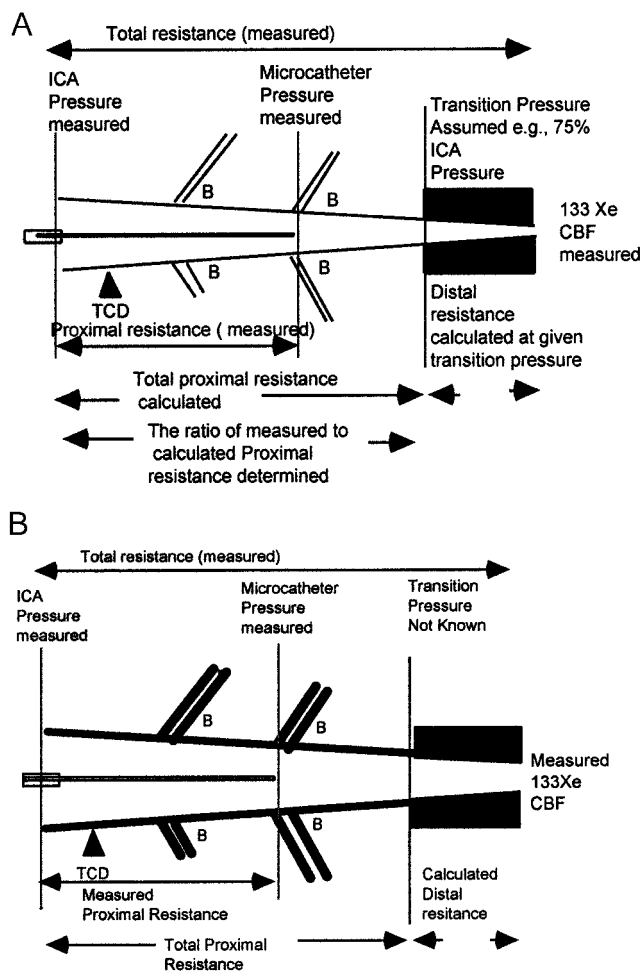 A
Total resistance (measured)
ICA
Pressure
measured
Microcatheter
Pressure
measured
Transition Pressure
Assumed e.g., 75%
ICA
Pressure
B
B
133 Xe
CBF
measured
B
B
TCD
Proximal resistance ( measured)
Distal
resistance
calculated at given
transition pressure
Total proximal resistance
calculated
The ratio of measured to
calculated Proximal
resistance determined
B
Total resistance (measured)
ICA
Pressure
measured
Microcatheter
Pressure
measured
Transition
Pressure
Not Known
B
B
Measured
133Xe
CBF
B
B
TCD
Measured
Proximal Resistance
Calculated
Distal
resitance
Total Proximal
Resistance